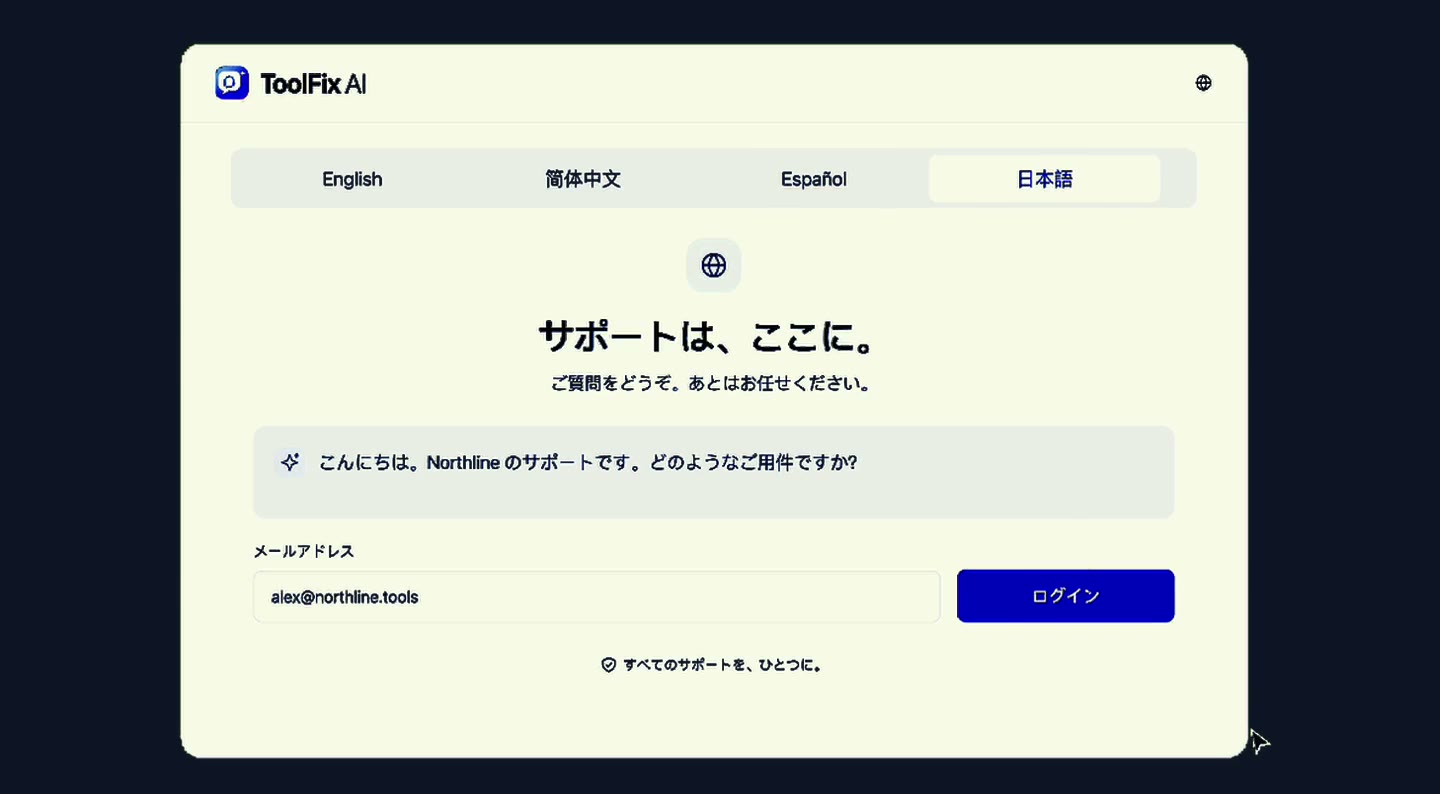 ToolFix AI
English
简体中文
Español
日本語
サポートは、ここに。
ご質問をどうぞ。あとはお任せください。
こんにちは。Northline のサポートです。どのようなご用件ですか?
メールアドレス
alex@northline.tools
ログイン
すべてのサポートを、ひとつに。